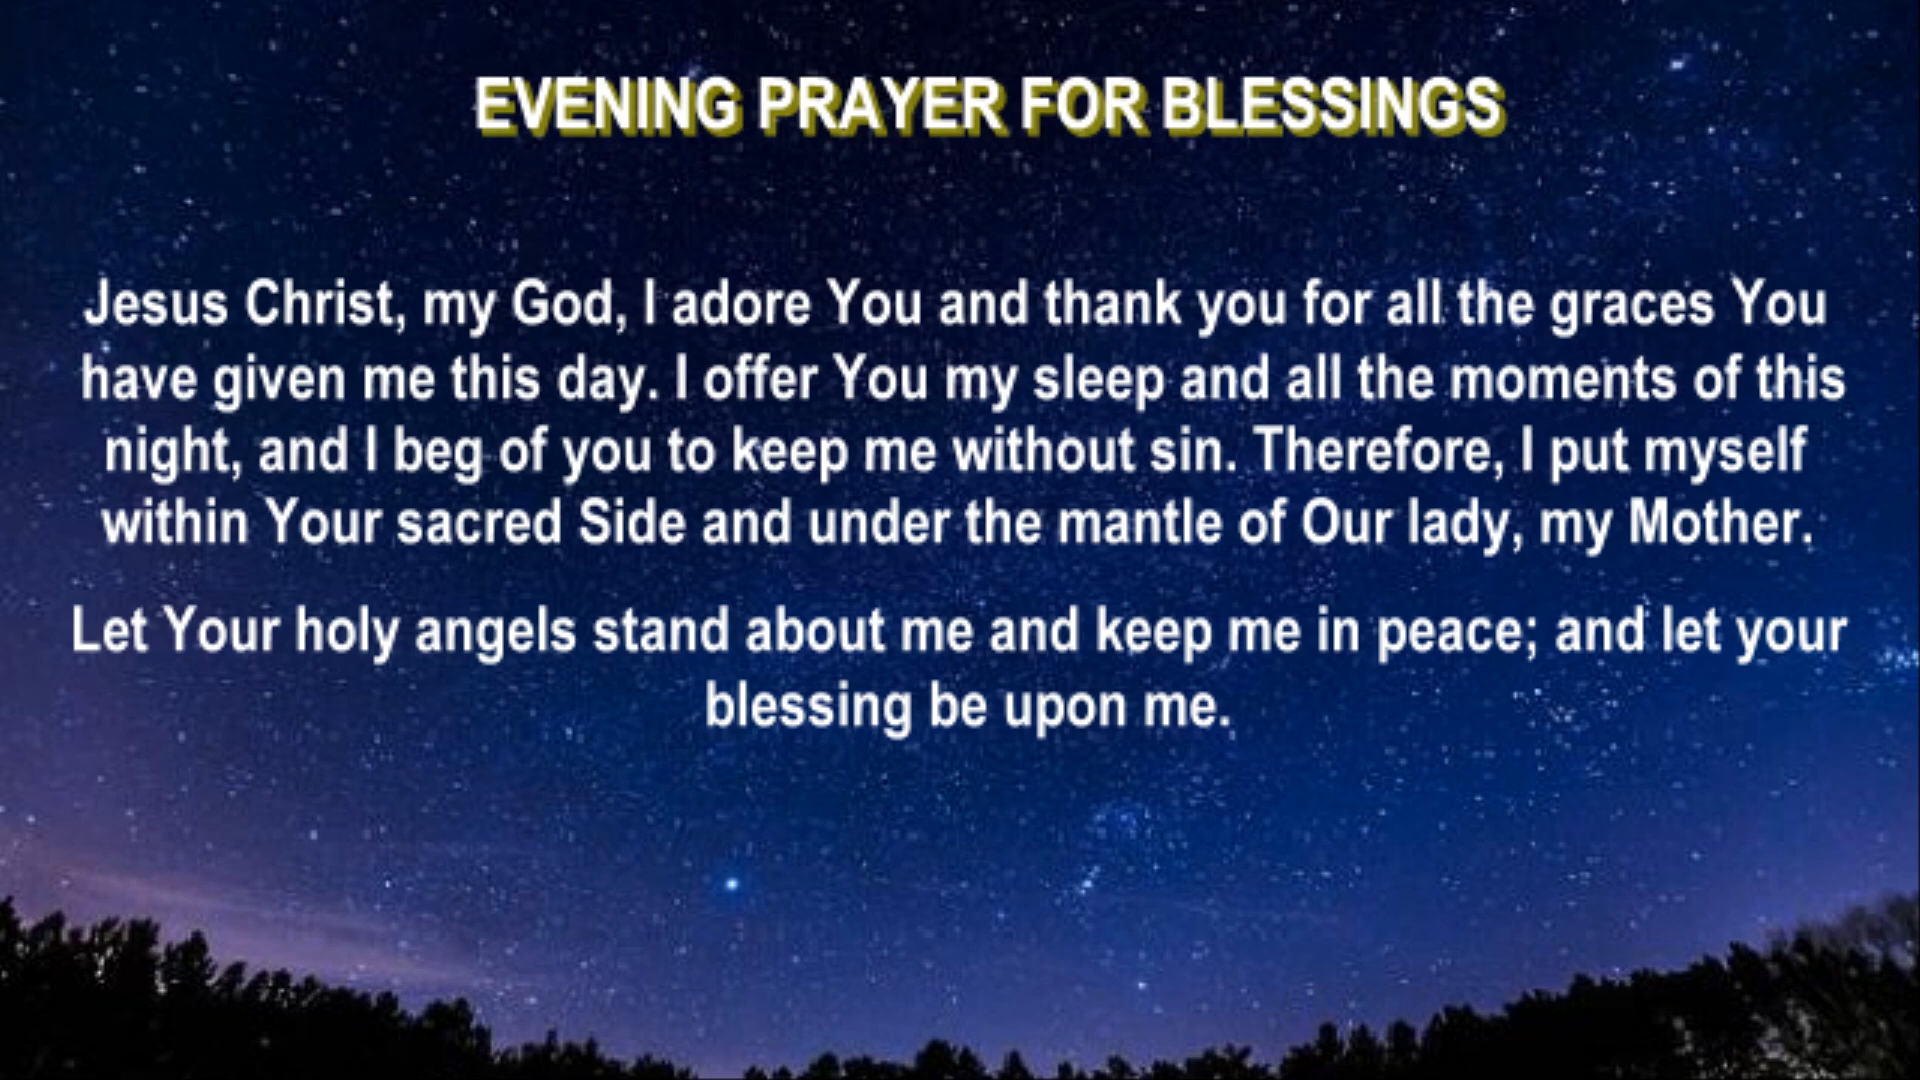 EVENING PRAYER FOR BLESSINGS
Jesus Christ, my God, I adore You and thank you for all the graces You
have given me this day. I offer You my sleep and all the moments of this
night, and I beg of you to keep me without sin. Therefore, I put myself
within Your sacred Side and under the mantle of Our lady, my Mother.
Let Your holy angels stand about me and keep me in peace; and let your
blessing be upon me.